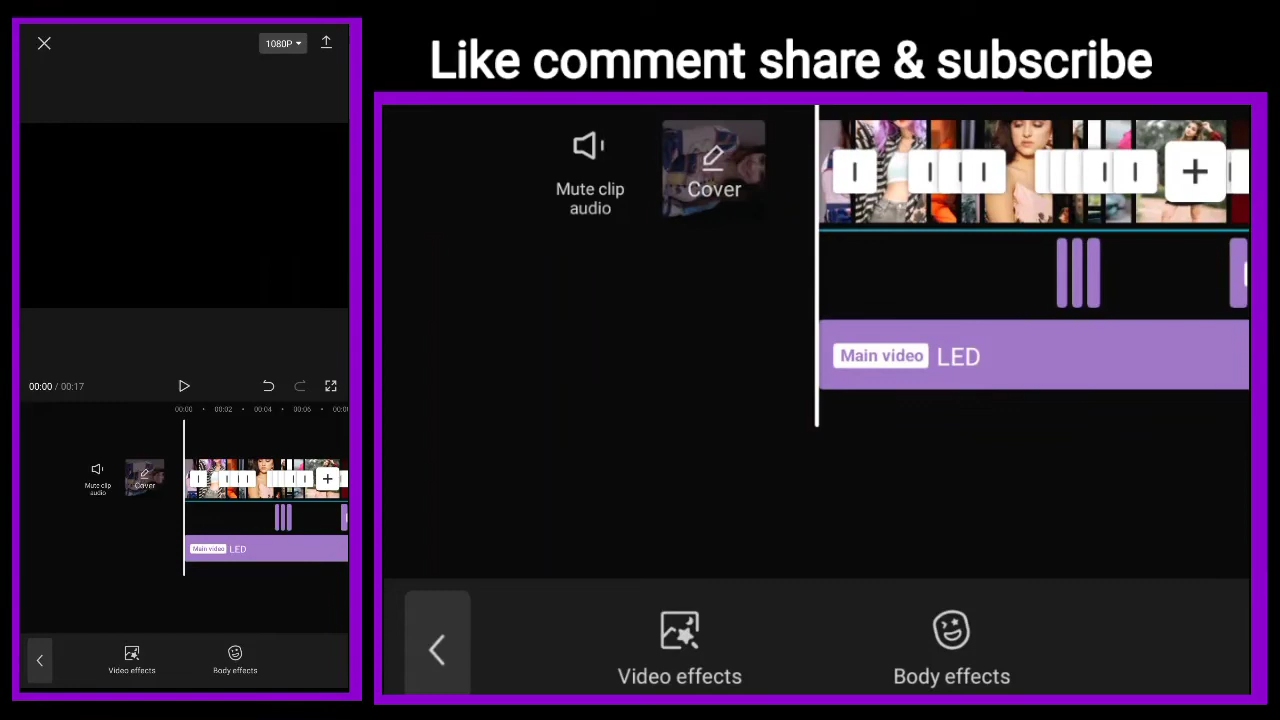 Like comment share & subscribe
1080P
00:00 / 00:17
00:00 00:02 00:04 00:06
Mute clip
audio
Cover
Main video LED
Video effects
Body effects
Mute clip
audio
Cover
Main video LED
Video effects
Body effects